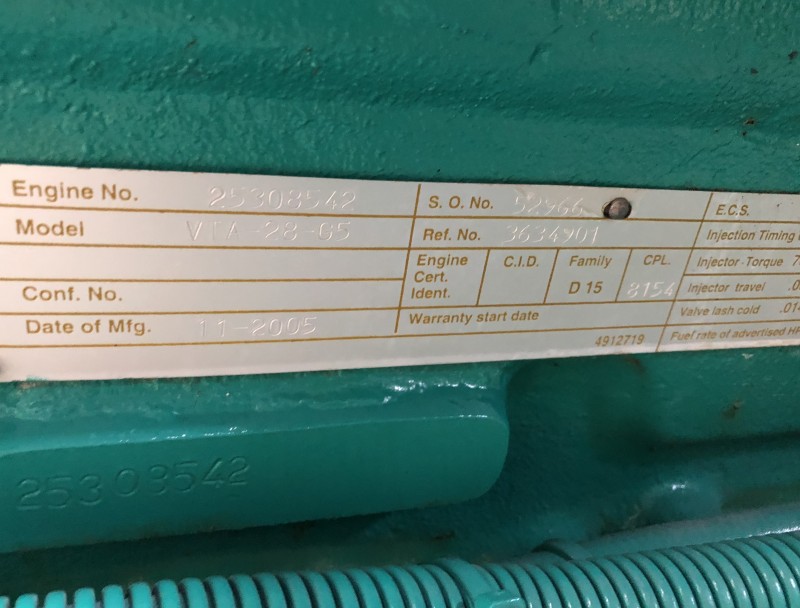 Engine No. 25308542
S. O. No. D2966
E.C.S.
Model VTA-28-G5
Ref. No. 3634901
Injection Timing
Engine Cert. Ident.
C.I.D.
Family D 15
CPL. 8154
Injector - Torque
Injector travel
Conf. No.
Valve lash cold
Date of Mfg. 11-2005
Warranty start date
4912719
Fuel rate of advertised HP
25308542